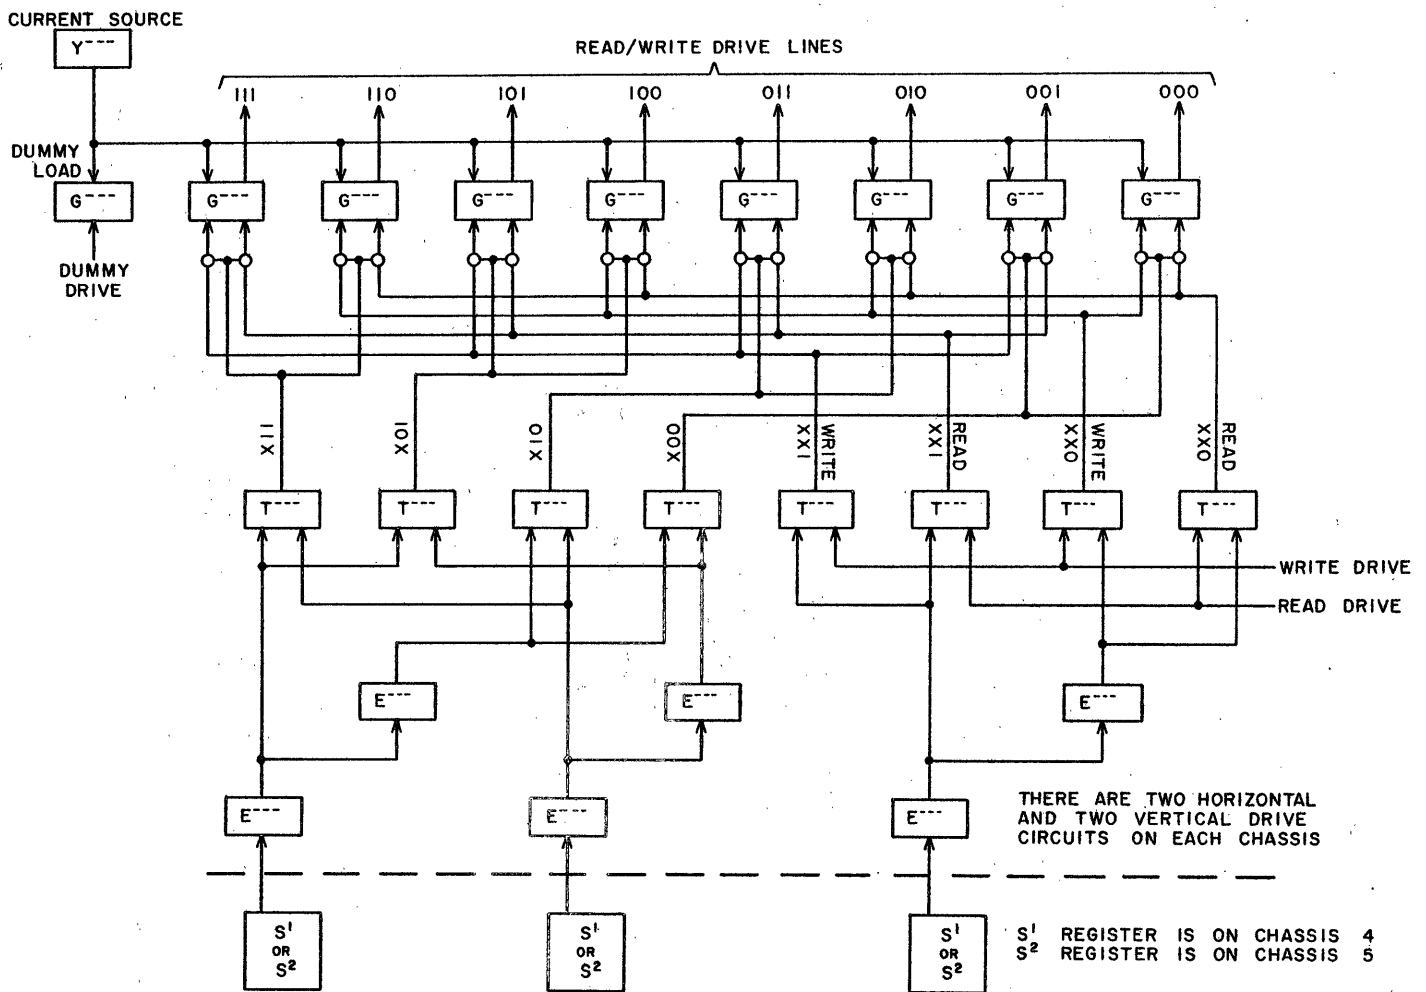 CURRENT SOURCE
Y---
READ/WRITE DRIVE LINES
111 110 101 100 011 010 001 000
DUMMY
LOAD
G--- G--- G--- G--- G--- G--- G--- G--- G---
DUMMY
DRIVE
11X 10X 01X 00X
WRITE
XX1
READ
XX1
WRITE
XX0
READ
XX0
T--- T--- T--- T--- T--- T--- T--- T---
WRITE DRIVE
READ DRIVE
E--- E--- E---
E--- E--- E---
THERE ARE TWO HORIZONTAL
AND TWO VERTICAL DRIVE
CIRCUITS ON EACH CHASSIS
S¹
OR
S²
S¹
OR
S²
S¹
OR
S²
S¹ REGISTER IS ON CHASSIS 4
S² REGISTER IS ON CHASSIS 5